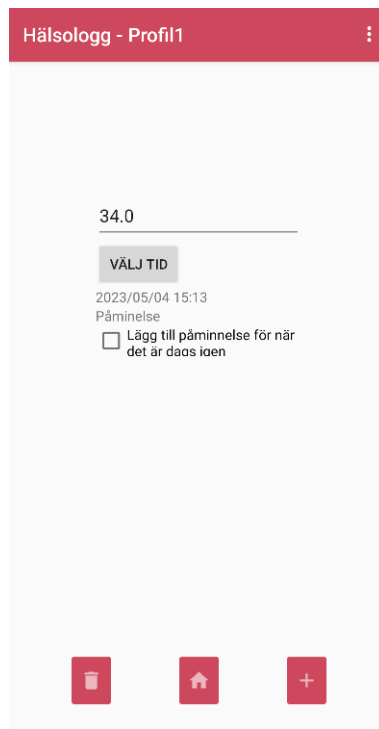 Hälsologg - Profil1
34.0
VÄLJ TID
2023/05/04 15:13
Påminelse
Lägg till påminnelse för när
det är dags igen